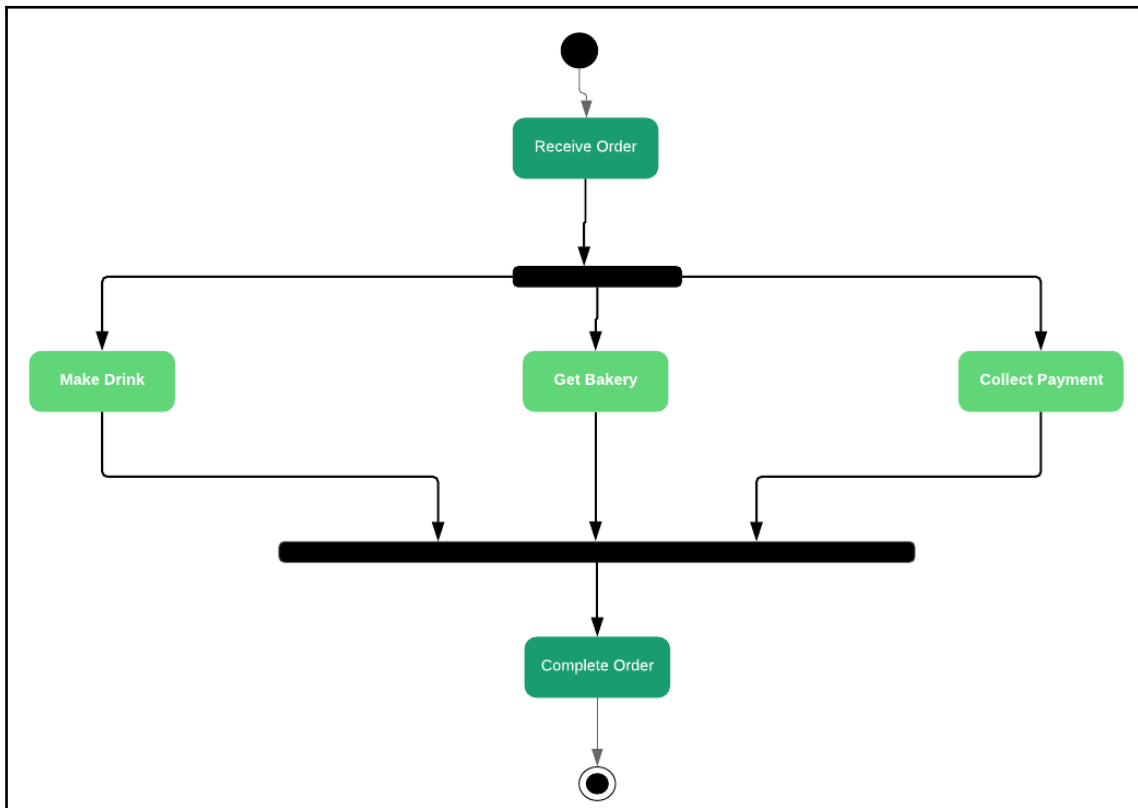 Receive Order
Make Drink
Get Bakery
Collect Payment
Complete Order